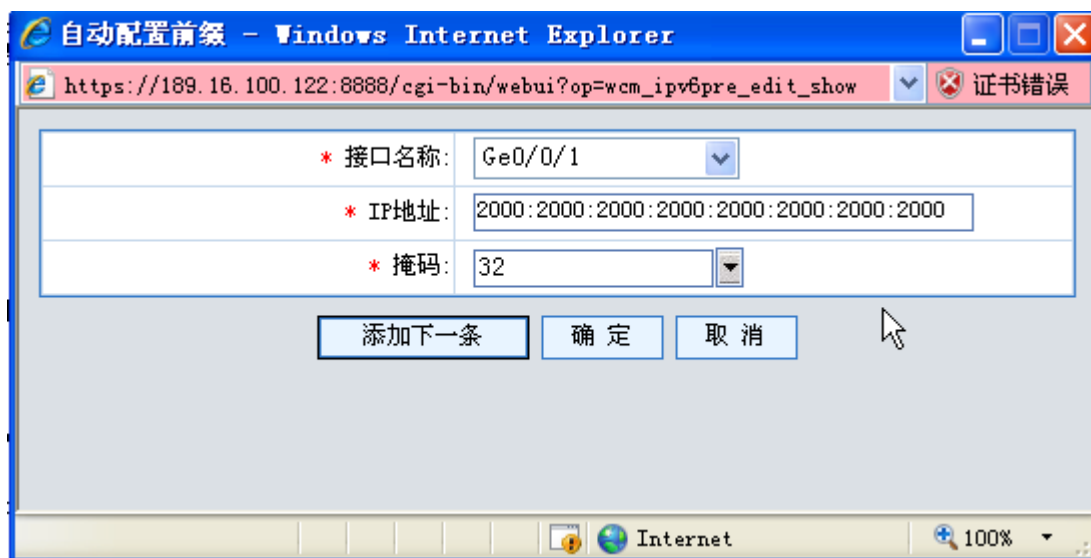 自动配置前缀 - Windows Internet Explorer
https://189.16.100.122:8888/cgi-bin/webui?op=wcm_ipv6pre_edit_show 证书错误
* 接口名称: Ge0/0/1
* IP地址: 2000:2000:2000:2000:2000:2000:2000:2000
* 掩码: 32
添加下一条 确 定 取 消
Internet 100%